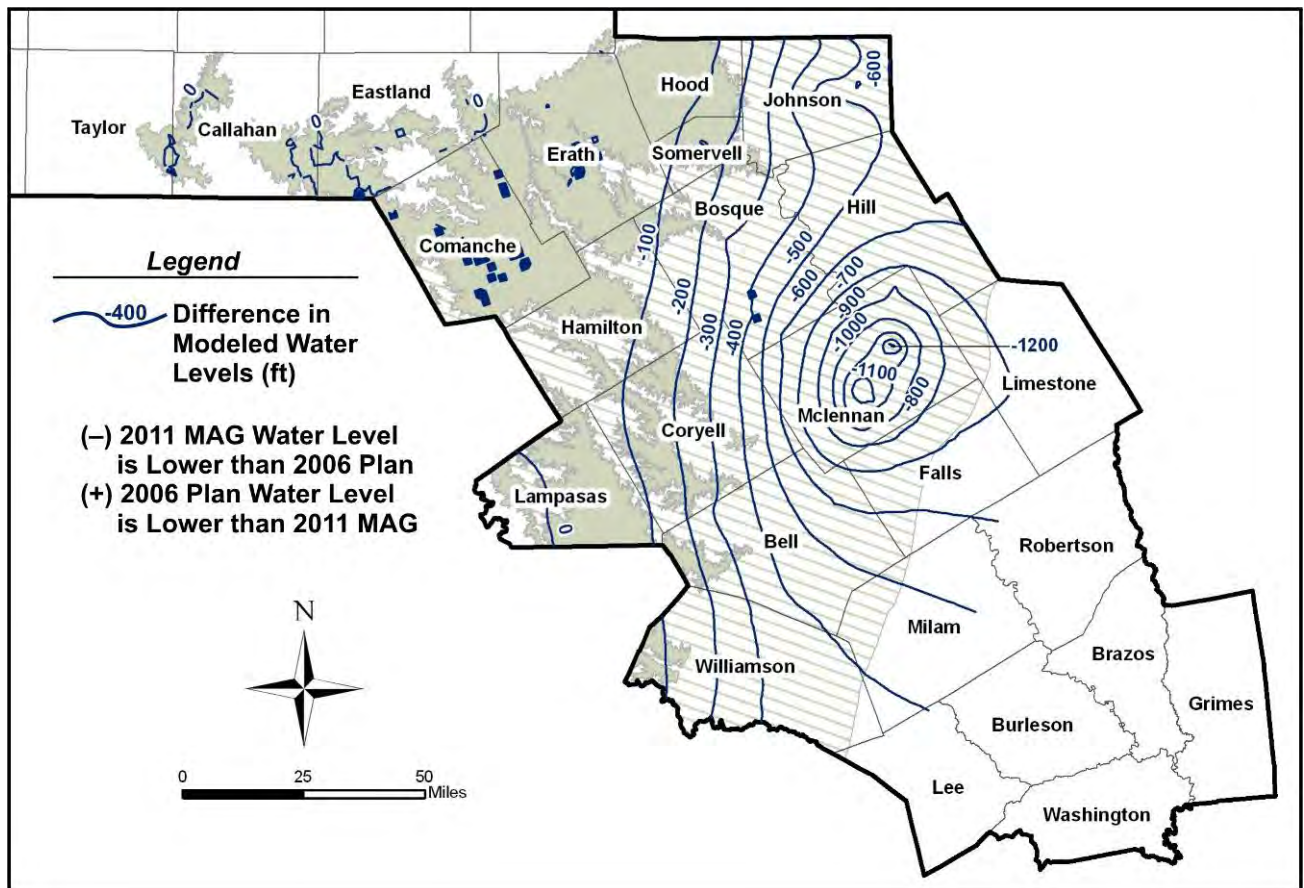 Hood
-600
Eastland
Johnson
0
Taylor
Callahan
0
0
Erath
Somervell
Bosque
Hill
Comanche
-100
-500
-700
-600
-200
-900
Hamilton
-300
-400
-1000
-1200
-1100
-800
Limestone
Mclennan
Coryell
Falls
Lampasas
0
Bell
Robertson
Milam
Brazos
Williamson
Grimes
Burleson
Lee
Washington
Legend
-400 Difference in
Modeled Water
Levels (ft)
(–) 2011 MAG Water Level
is Lower than 2006 Plan
(+) 2006 Plan Water Level
is Lower than 2011 MAG
N
0 25 50
Miles